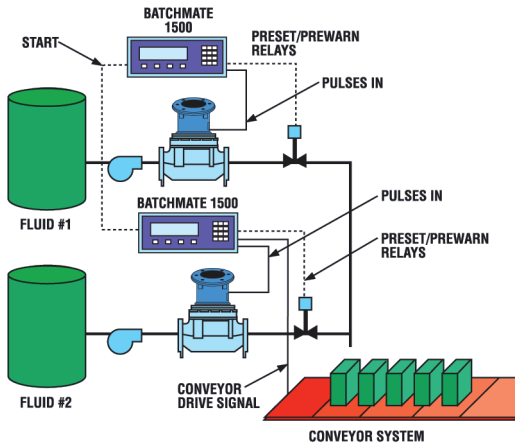 BATCHMATE
1500
START
PRESET/PREWARN
RELAYS
PULSES IN
FLUID #1
BATCHMATE 1500
PULSES IN
PRESET/PREWARN
RELAYS
FLUID #2
CONVEYOR
DRIVE SIGNAL
CONVEYOR SYSTEM